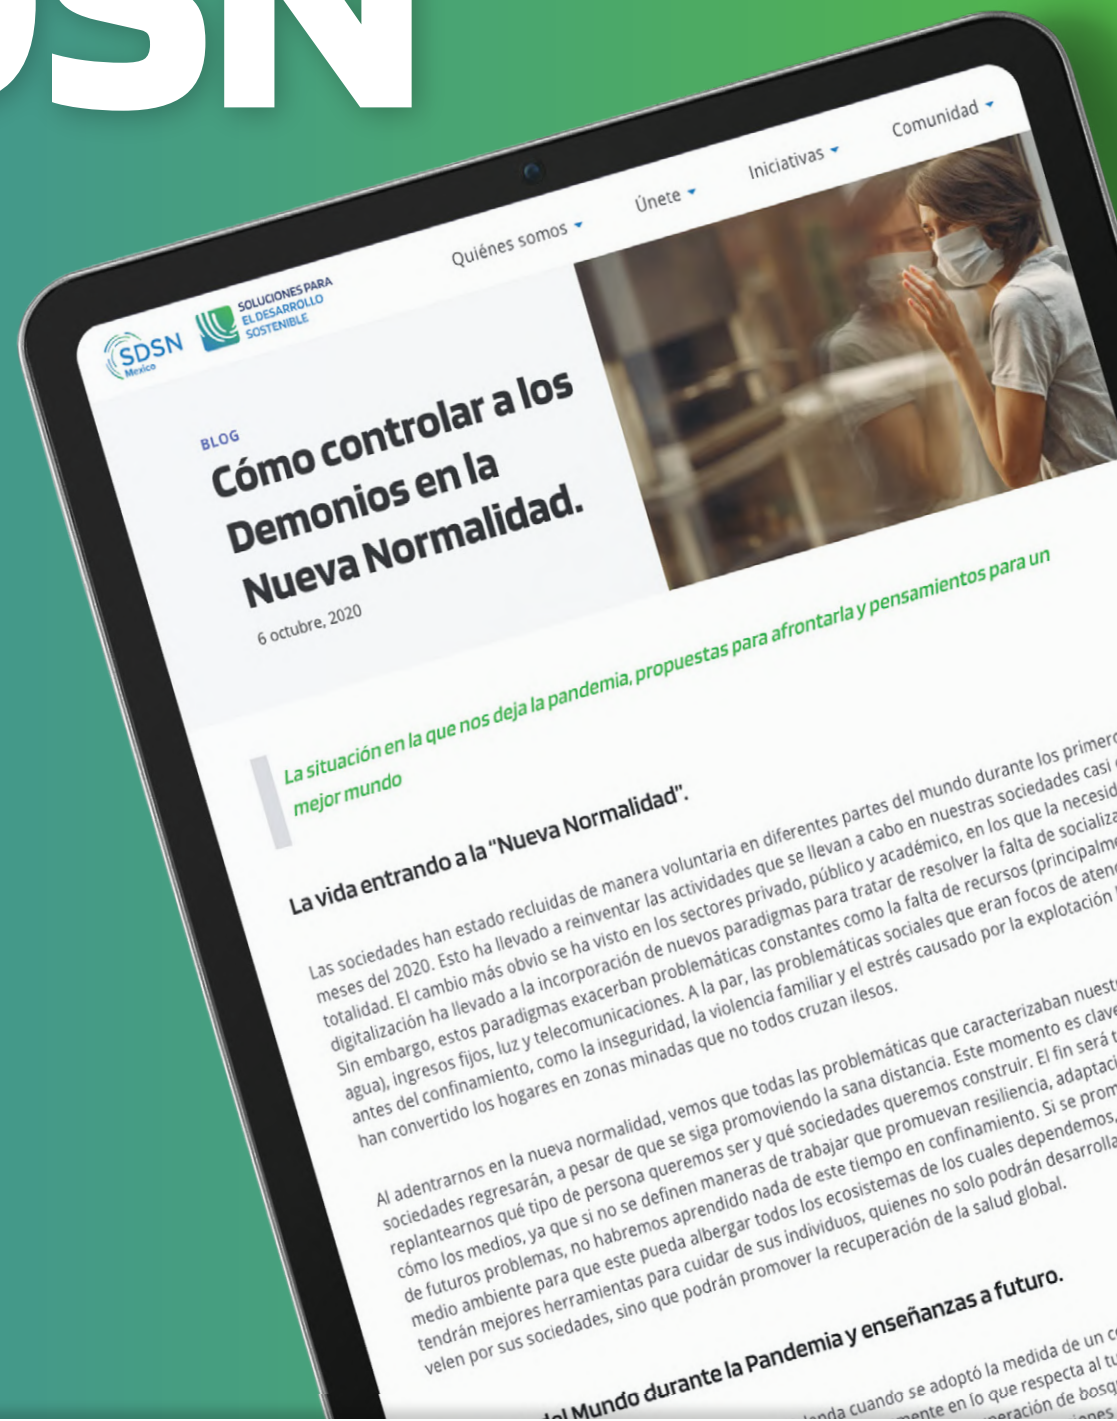 SN
SDSN
Mexico
SOLUCIONES PARA
EL DESARROLLO
SOSTENIBLE
Quiénes somos
Únete
Iniciativas
Comunidad
BLOG
Cómo controlar a los
Demonios en la
Nueva Normalidad.
6 octubre, 2020
La situación en la que nos deja la pandemia, propuestas para afrontarla y pensamientos para un
mejor mundo
La vida entrando a la “Nueva Normalidad”.
Las sociedades han estado recluidas de manera voluntaria en diferentes partes del mundo durante los
meses del 2020. Esto ha llevado a reinventar las actividades que se llevan a cabo en nuestras sociedades casi
totalidad. El cambio más obvio se ha visto en los sectores privado, público y académico, en los que la
digitalización ha llevado a la incorporación de nuevos paradigmas para tratar de resolver la falta de
Sin embargo, estos paradigmas exacerban problemáticas constantes como la falta de recursos
agua), ingresos fijos, luz y telecomunicaciones. A la par, las problemáticas sociales que eran focos de
antes del confinamiento, como la inseguridad, la violencia familiar y el estrés causado por la explotación
han convertido los hogares en zonas minadas que no todos cruzan ilesos.
Al adentrarnos en la nueva normalidad, vemos que todas las problemáticas que caracterizaban
sociedades regresarán, a pesar de que se siga promoviendo la sana distancia. Este momento es
replantearnos qué tipo de persona queremos ser y qué sociedades queremos construir. El fin será
cómo los medios, ya que si no se definen maneras de trabajar que promuevan resiliencia,
de futuros problemas, no habremos aprendido nada de este tiempo en confinamiento. Si se
medio ambiente para que este pueda albergar todos los ecosistemas de los cuales dependemos,
tendrán mejores herramientas para cuidar de sus individuos, quienes no solo podrán
velen por sus sociedades, sino que podrán promover la recuperación de la salud global.
del Mundo durante la Pandemia y enseñanzas a futuro.
cuando se adoptó la medida de un
en lo que respecta al
de